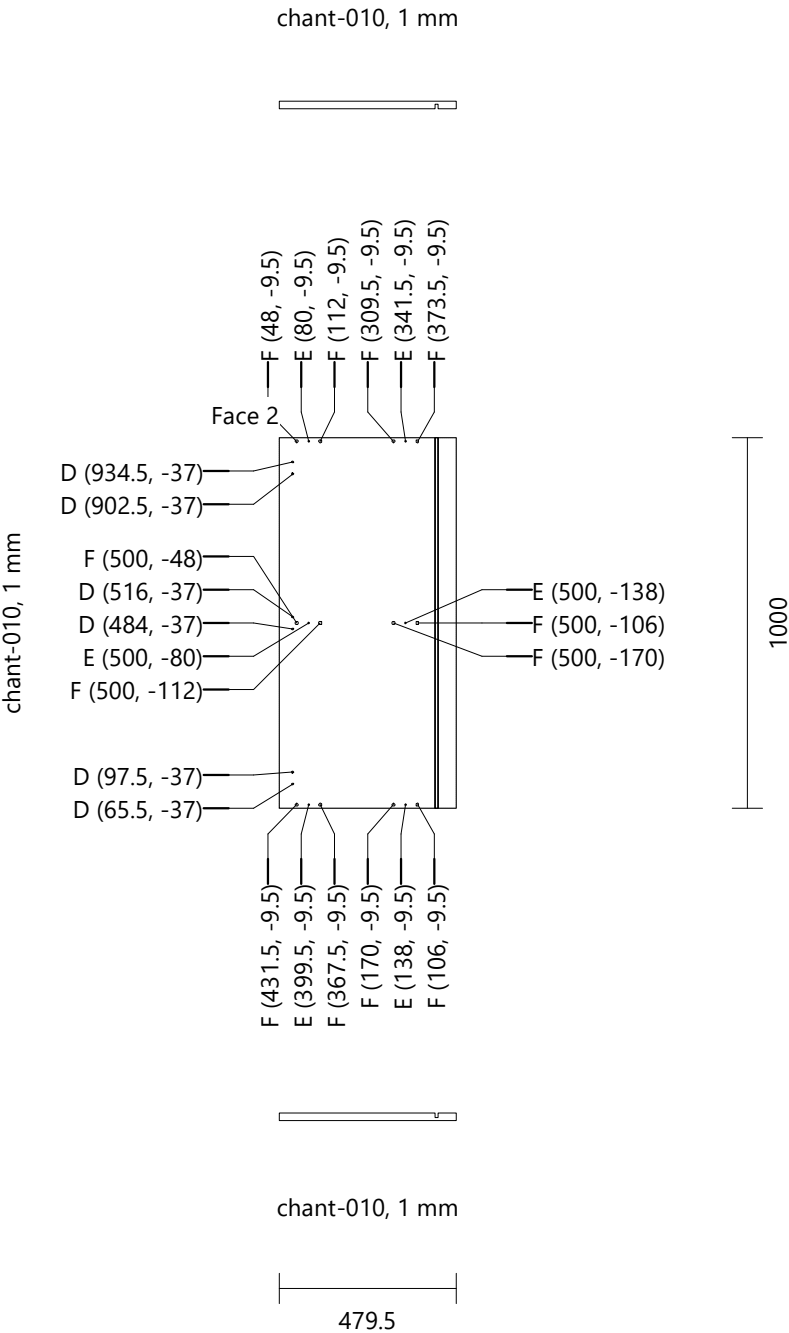 chant-010, 1 mm
F (48, -9.5)
E (80, -9.5)
F (112, -9.5)
F (309.5, -9.5)
E (341.5, -9.5)
F (373.5, -9.5)
Face 2
D (934.5, -37)
D (902.5, -37)
F (500, -48)
D (516, -37)
D (484, -37)
E (500, -80)
F (500, -112)
D (97.5, -37)
D (65.5, -37)
chant-010, 1 mm
E (500, -138)
F (500, -106)
F (500, -170)
1000
F (431.5, -9.5)
E (399.5, -9.5)
F (367.5, -9.5)
F (170, -9.5)
E (138, -9.5)
F (106, -9.5)
chant-010, 1 mm
479.5